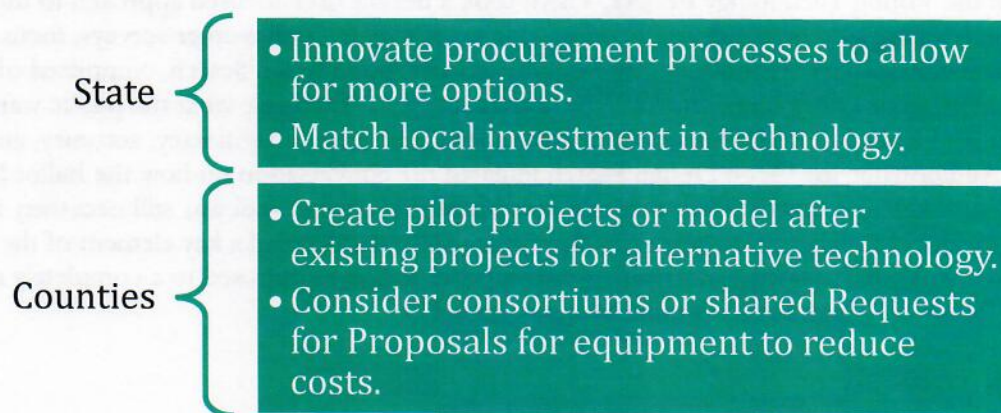 State
• Innovate procurement processes to allow
for more options.
• Match local investment in technology.
Counties
• Create pilot projects or model after
existing projects for alternative technology.
• Consider consortiums or shared Requests
for Proposals for equipment to reduce
costs.